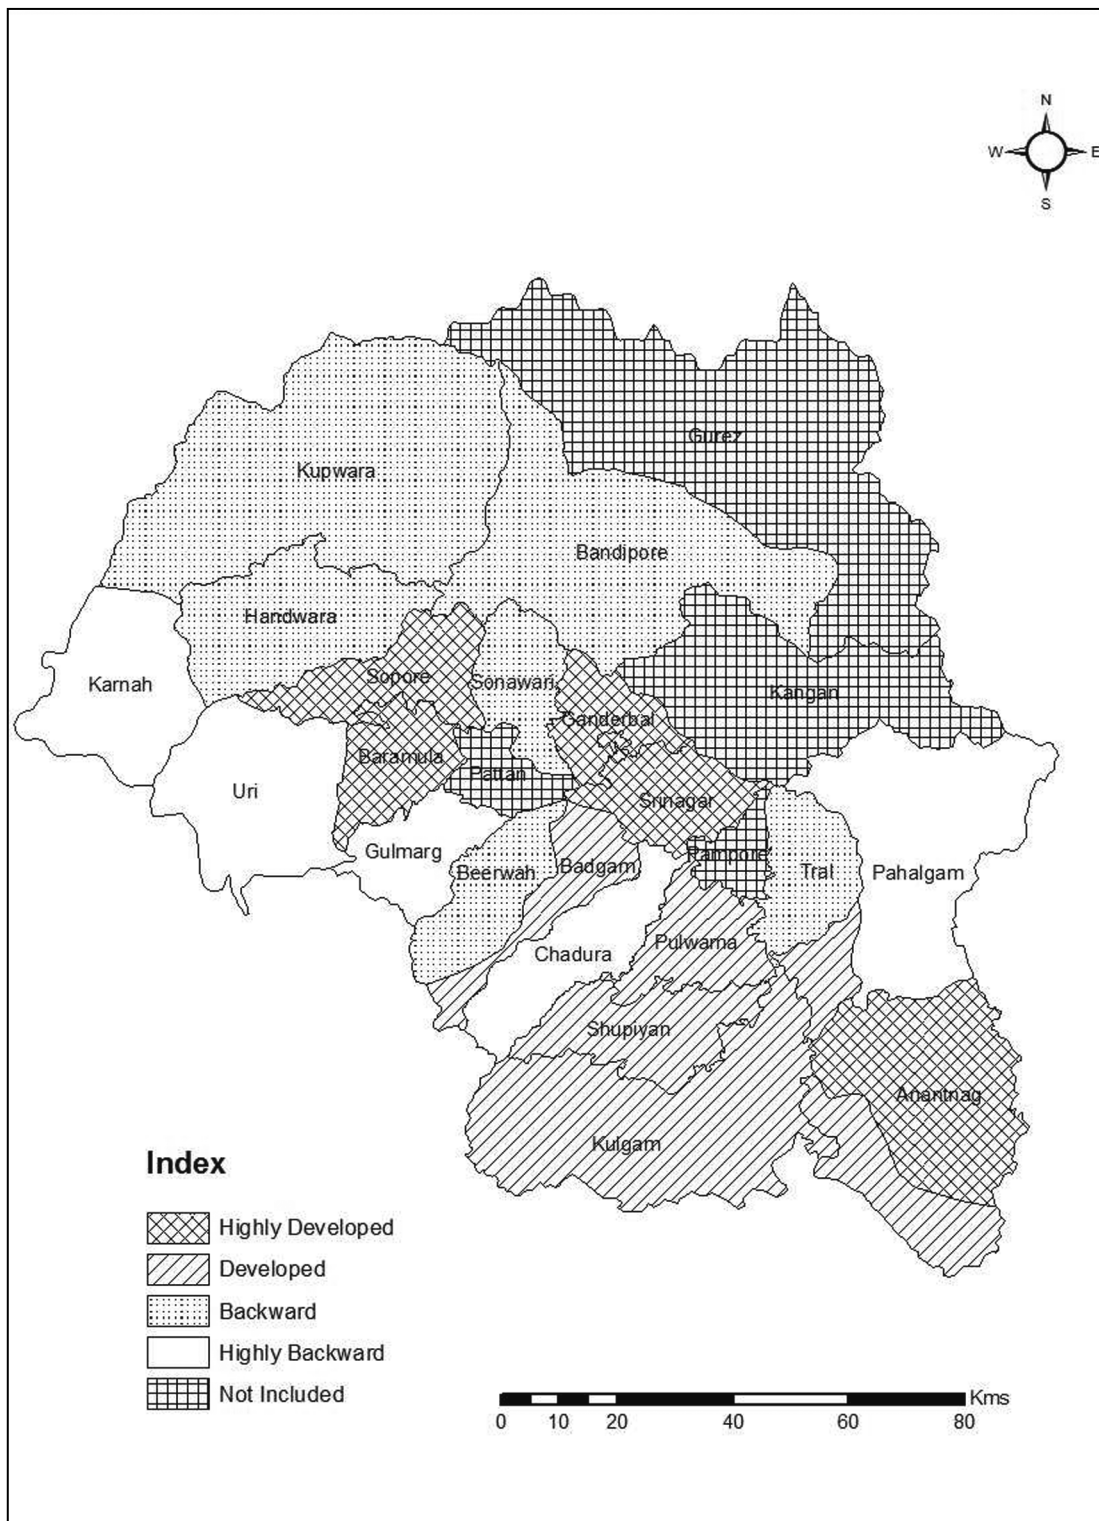 N
W E
S
Gurez
Kupwara
Bandipore
Handwara
Karnah
Sopore
Sonawari
Kangan
Ganderbal
Baramula
Pattan
Uri
Srinagar
Gulmarg
Badgam
Pampore
Beerwah
Tral
Pahalgam
Chadura
Pulwama
Shupiyan
Anantnag
Kulgam
Index
Highly Developed
Developed
Backward
Highly Backward
Not Included
Kms
0 10 20 40 60 80